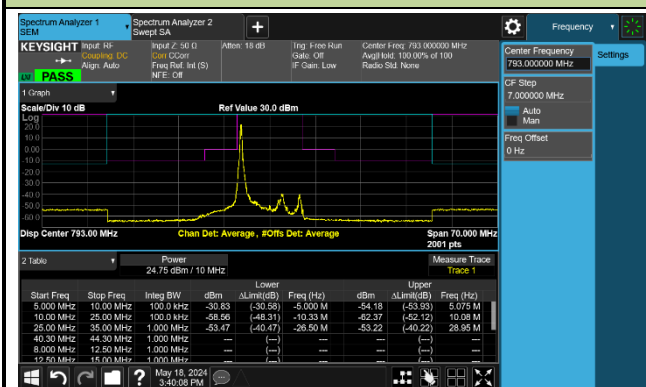 Spectrum Analyzer 1
SEM
Spectrum Analyzer 2
Swept SA
Frequency
KEYSIGHT
Input: RF
Coupling: DC
Align: Auto
Input Z: 50 Ω
Corr CCorr
Freq Ref: Int (S)
NFE: Off
Atten: 18 dB
Trig: Free Run
Gate: Off
IF Gain: Low
Center Freq: 793.000000 MHz
Avg|Hold: 100.00% of 100
Radio Std: None
PASS
Center Frequency
793.000000 MHz
Settings
CF Step
7.000000 MHz
Auto
Man
Freq Offset
0 Hz
1 Graph
Scale/Div 10 dB
Ref Value 30.0 dBm
Log
20.0
10.0
0.00
-10.0
-20.0
-30.0
-40.0
-50.0
-60.0
Disp Center 793.00 MHz
Chan Det: Average, #Offs Det: Average
Span 70.000 MHz
2001 pts
2 Table
Power
24.75 dBm / 10 MHz
Measure Trace
Trace 1
Lower Upper
Start Freq Stop Freq Integ BW dBm ΔLimit(dB) Freq (Hz) dBm ΔLimit(dB) Freq (Hz)
5.000 MHz 10.00 MHz 100.0 kHz -30.83 (-30.58) -5.000 M -54.18 (-53.93) 5.075 M
10.00 MHz 25.00 MHz 100.0 kHz -58.56 (-48.31) -10.33 M -62.37 (-52.12) 10.08 M
25.00 MHz 35.00 MHz 1.000 MHz -53.47 (-40.47) -26.50 M -53.22 (-40.22) 28.95 M
40.30 MHz 44.30 MHz 1.000 MHz --- (---) --- (---)
8.000 MHz 12.50 MHz 1.000 MHz --- (---) --- (---)
12.50 MHz 15.00 MHz 1.000 MHz --- (---) --- (---)
May 18, 2024
3:40:08 PM